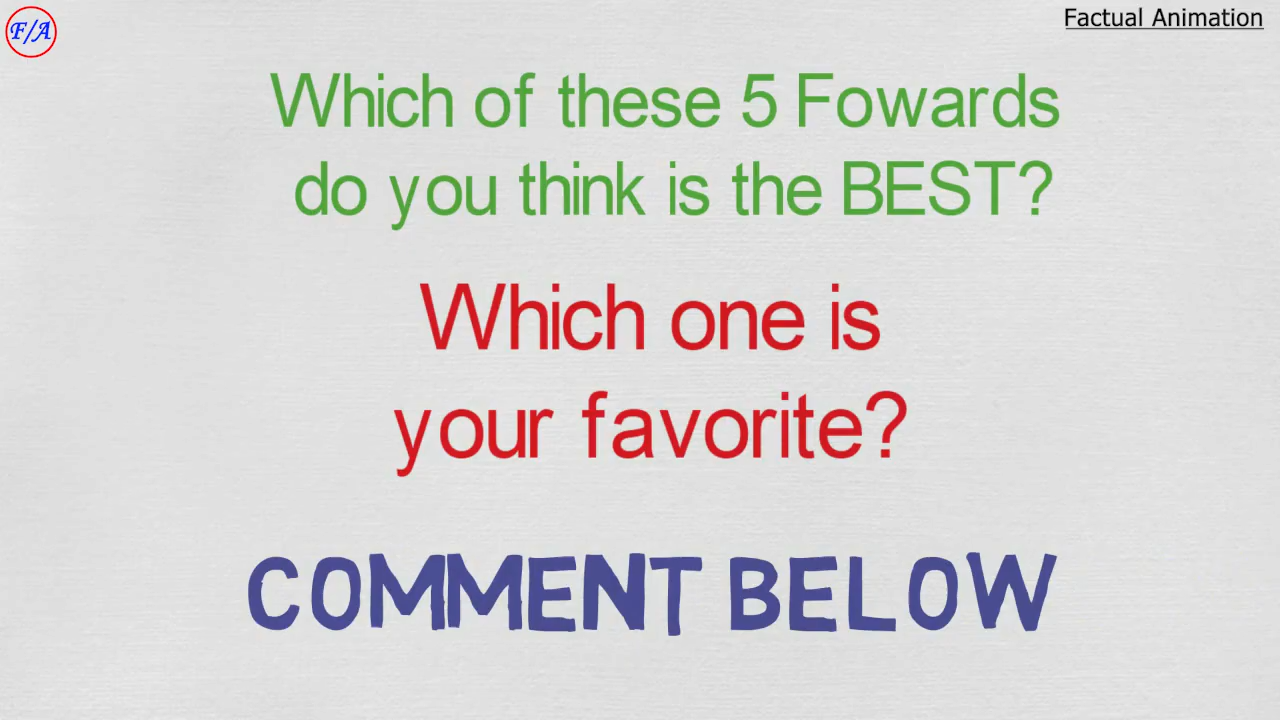 F/A
Factual Animation
Which of these 5 Fowards
do you think is the BEST?
Which one is
your favorite?
COMMENT BELOW